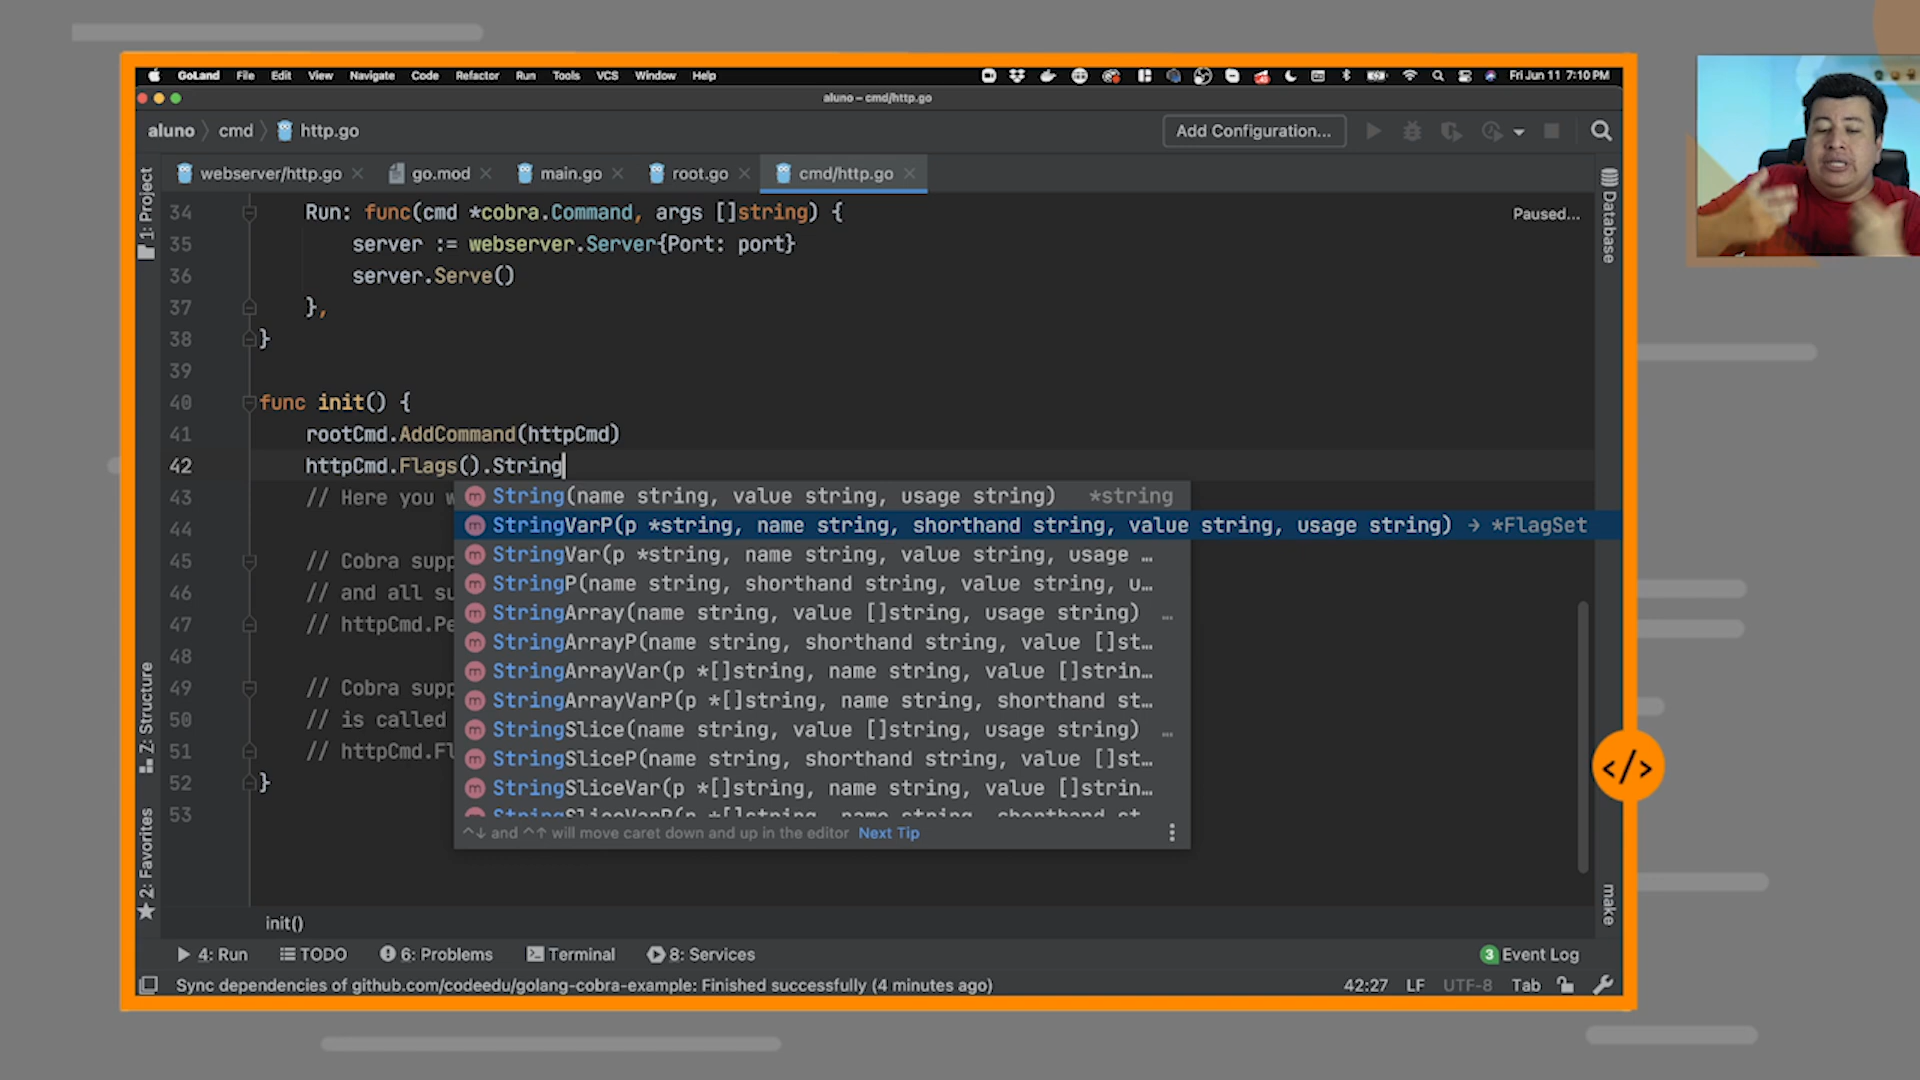 GoLand File Edit View Navigate Code Refactor Run Tools VCS Window Help Fri Jun 11 7:10 PM
aluno – cmd/http.go
aluno cmd http.go Add Configuration...
webserver/http.go go.mod main.go root.go cmd/http.go
1: Project
Z: Structure
2: Favorites
Database
make
Paused...
34 Run: func(cmd *cobra.Command, args []string) {
35 server := webserver.Server{Port: port}
36 server.Serve()
37 },
38 }
39
40 func init() {
41 rootCmd.AddCommand(httpCmd)
42 httpCmd.Flags().String
43 // Here you w
44
45 // Cobra supp
46 // and all su
47 // httpCmd.Pe
48
49 // Cobra supp
50 // is called
51 // httpCmd.Fl
52 }
53
m String(name string, value string, usage string) *string
m StringVarP(p *string, name string, shorthand string, value string, usage string) → *FlagSet
m StringVar(p *string, name string, value string, usage …
m StringP(name string, shorthand string, value string, u…
m StringArray(name string, value []string, usage string) …
m StringArrayP(name string, shorthand string, value []st…
m StringArrayVar(p *[]string, name string, value []strin…
m StringArrayVarP(p *[]string, name string, shorthand st…
m StringSlice(name string, value []string, usage string) …
m StringSliceP(name string, shorthand string, value []st…
m StringSliceVar(p *[]string, name string, value []strin…
^↓ and ^↑ will move caret down and up in the editor Next Tip
</>
init()
4: Run TODO 6: Problems Terminal 8: Services 3 Event Log
Sync dependencies of github.com/codeedu/golang-cobra-example: Finished successfully (4 minutes ago) 42:27 LF UTF-8 Tab